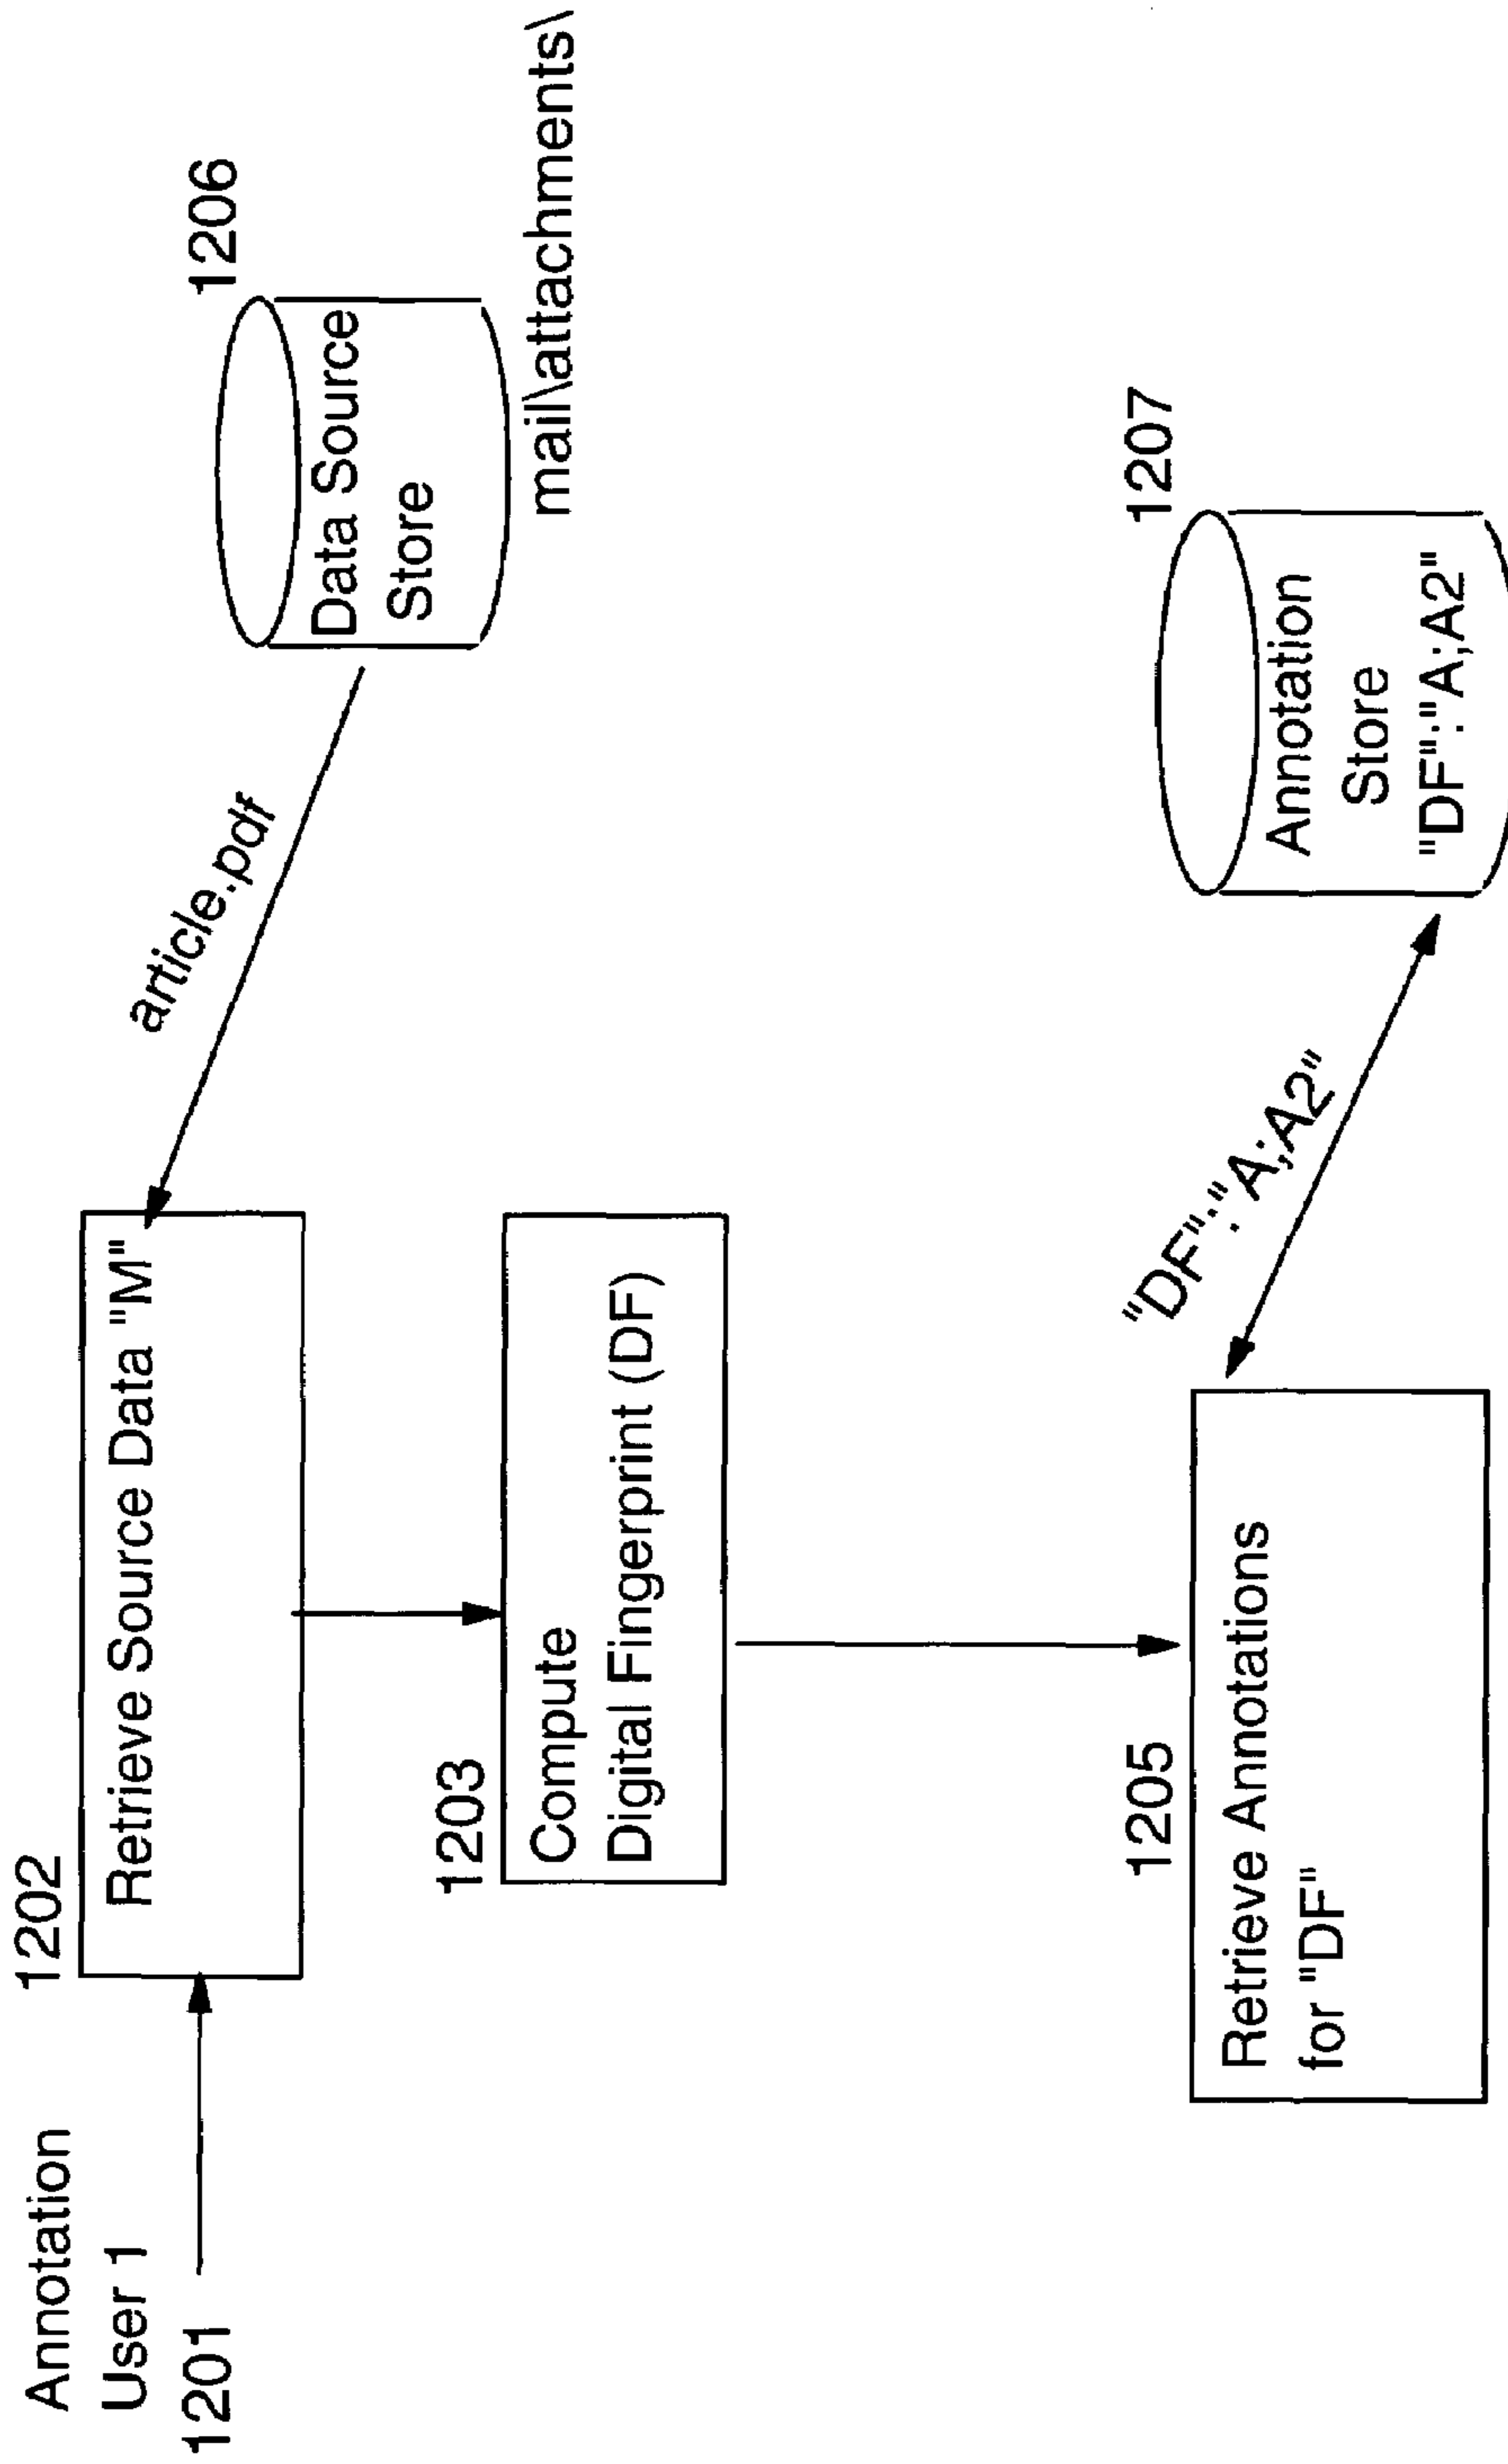 Annotation
User 1
1201
1202
Retrieve Source Data "M"
article.pdf
1206
Data Source
Store
mail\attachments\
1203
Compute
Digital Fingerprint (DF)
1205
Retrieve Annotations
for "DF"
"DF":"A;A2"
1207
Annotation
Store
"DF":"A;A2"